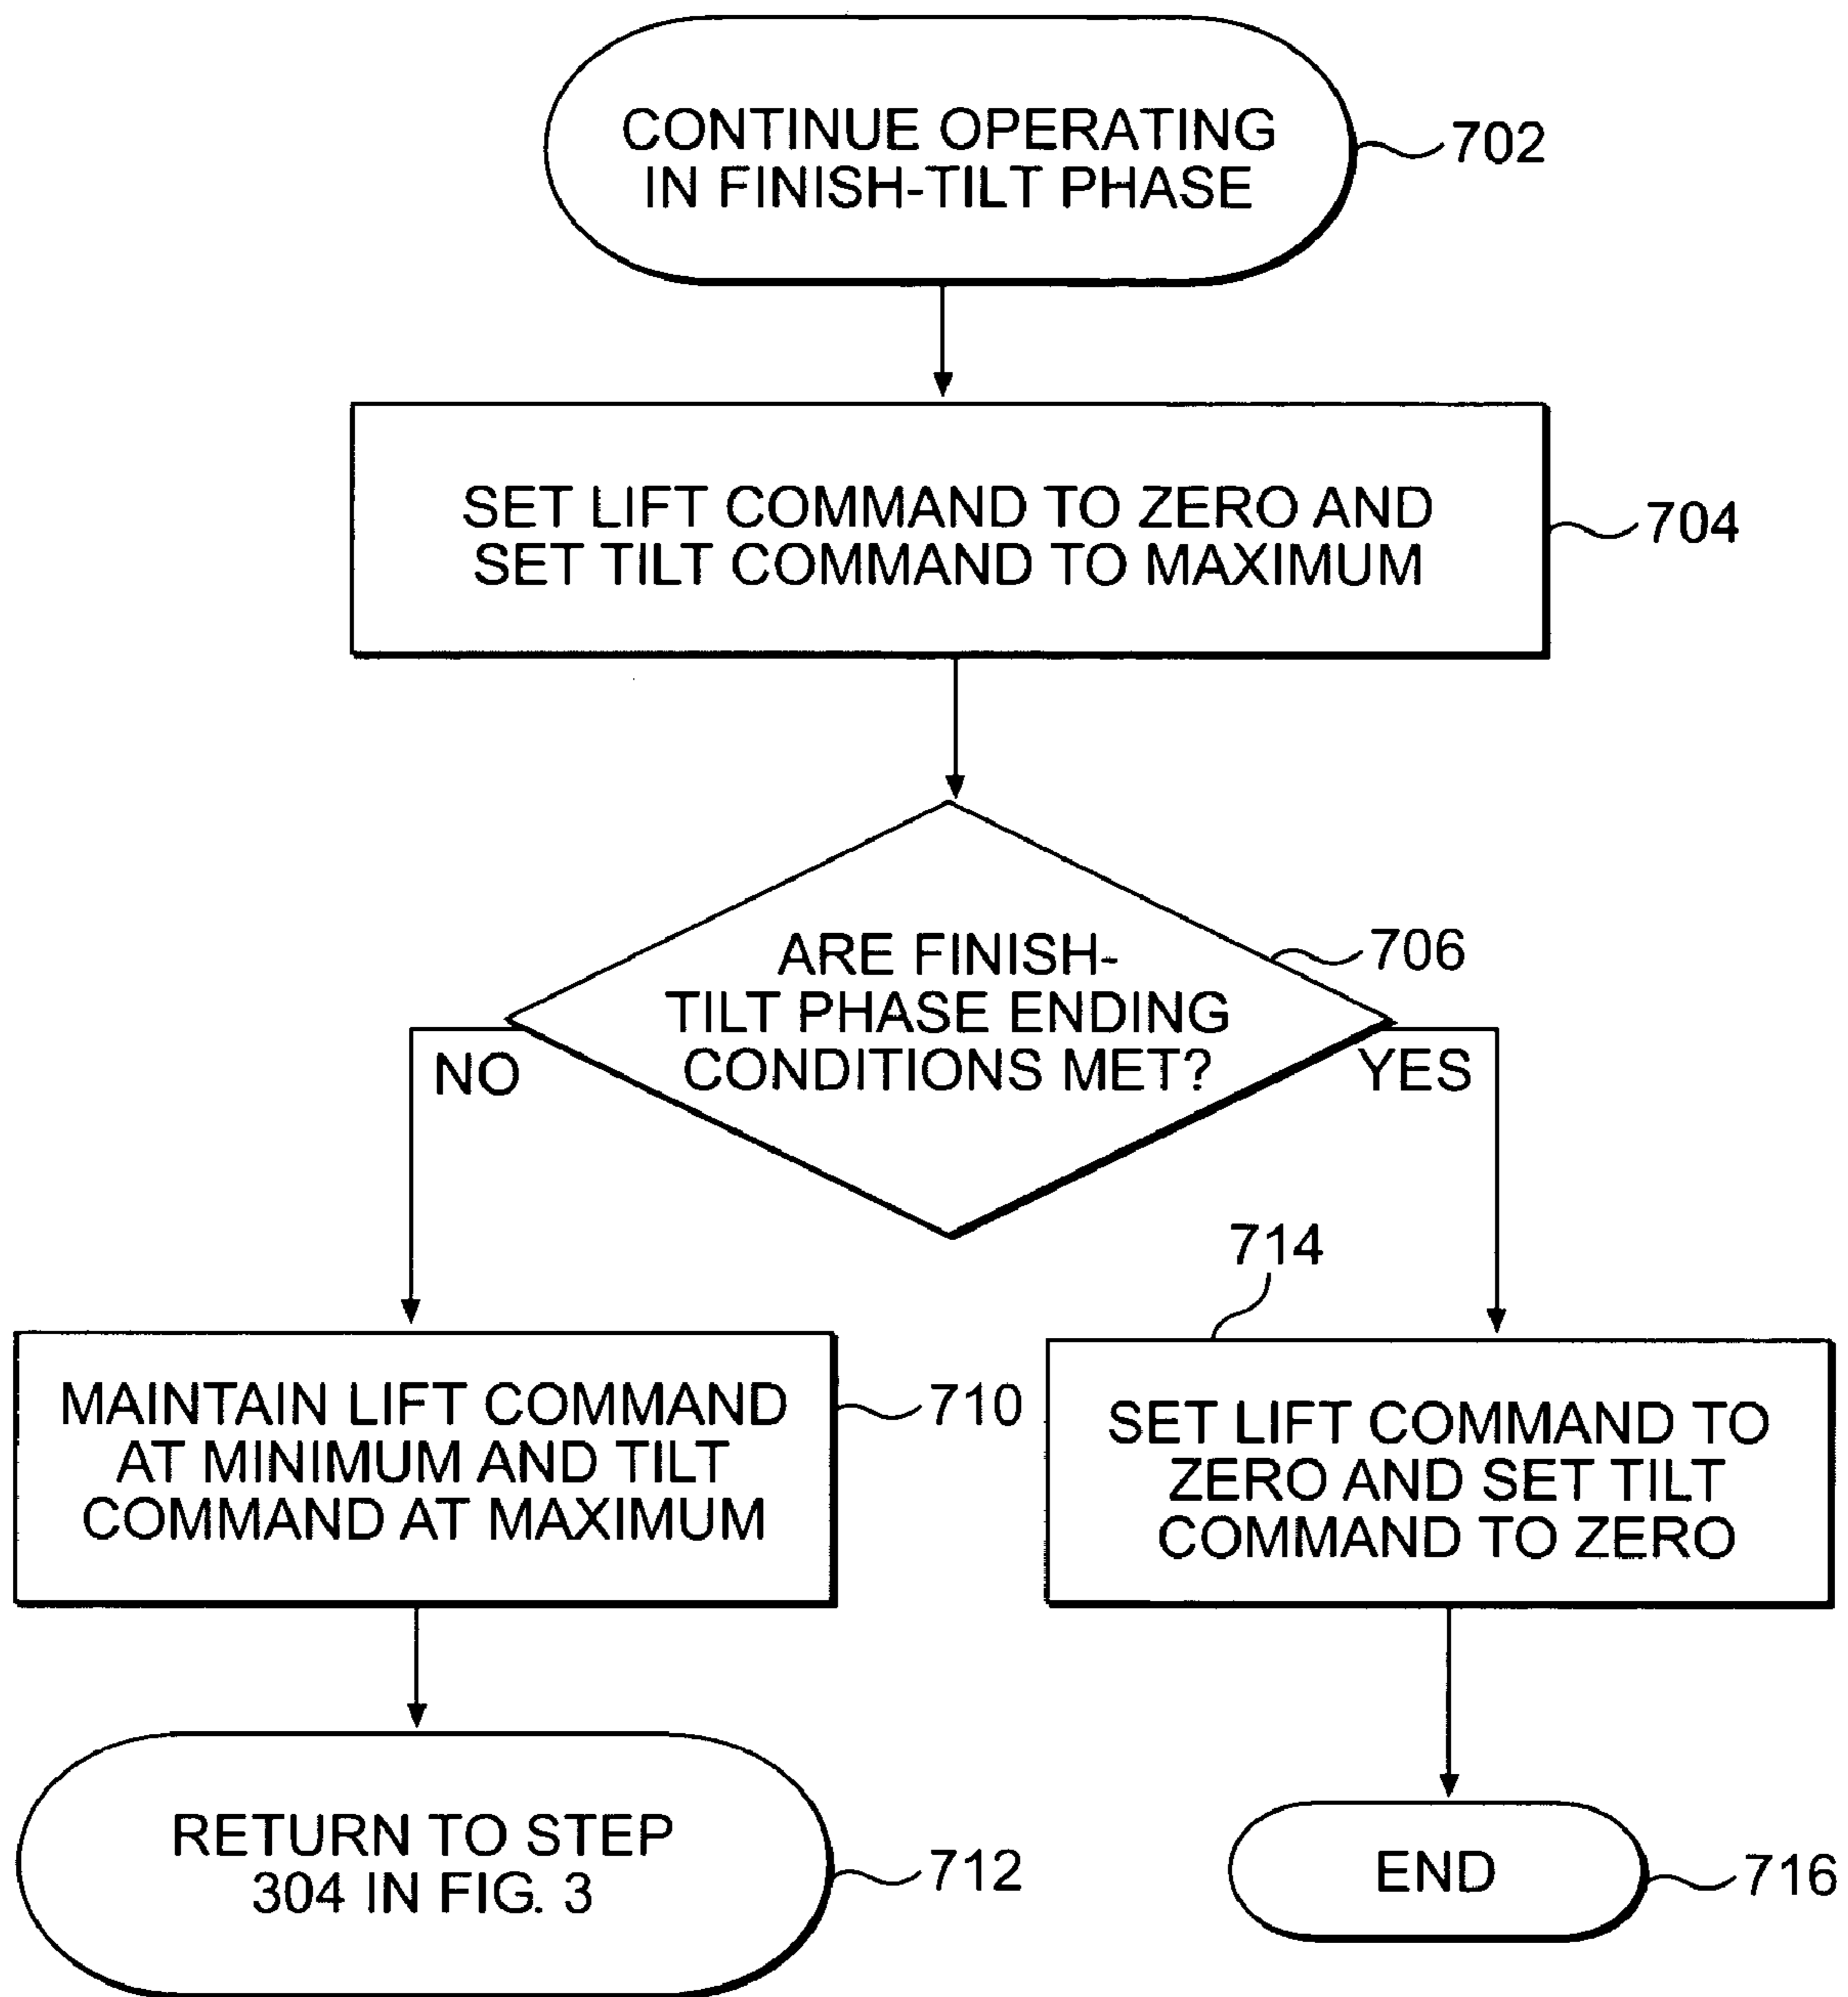 CONTINUE OPERATING
IN FINISH-TILT PHASE
702
SET LIFT COMMAND TO ZERO AND
SET TILT COMMAND TO MAXIMUM
704
ARE FINISH-
TILT PHASE ENDING
CONDITIONS MET?
706
NO
YES
714
MAINTAIN LIFT COMMAND
AT MINIMUM AND TILT
COMMAND AT MAXIMUM
710
SET LIFT COMMAND TO
ZERO AND SET TILT
COMMAND TO ZERO
RETURN TO STEP
304 IN FIG. 3
712
END
716